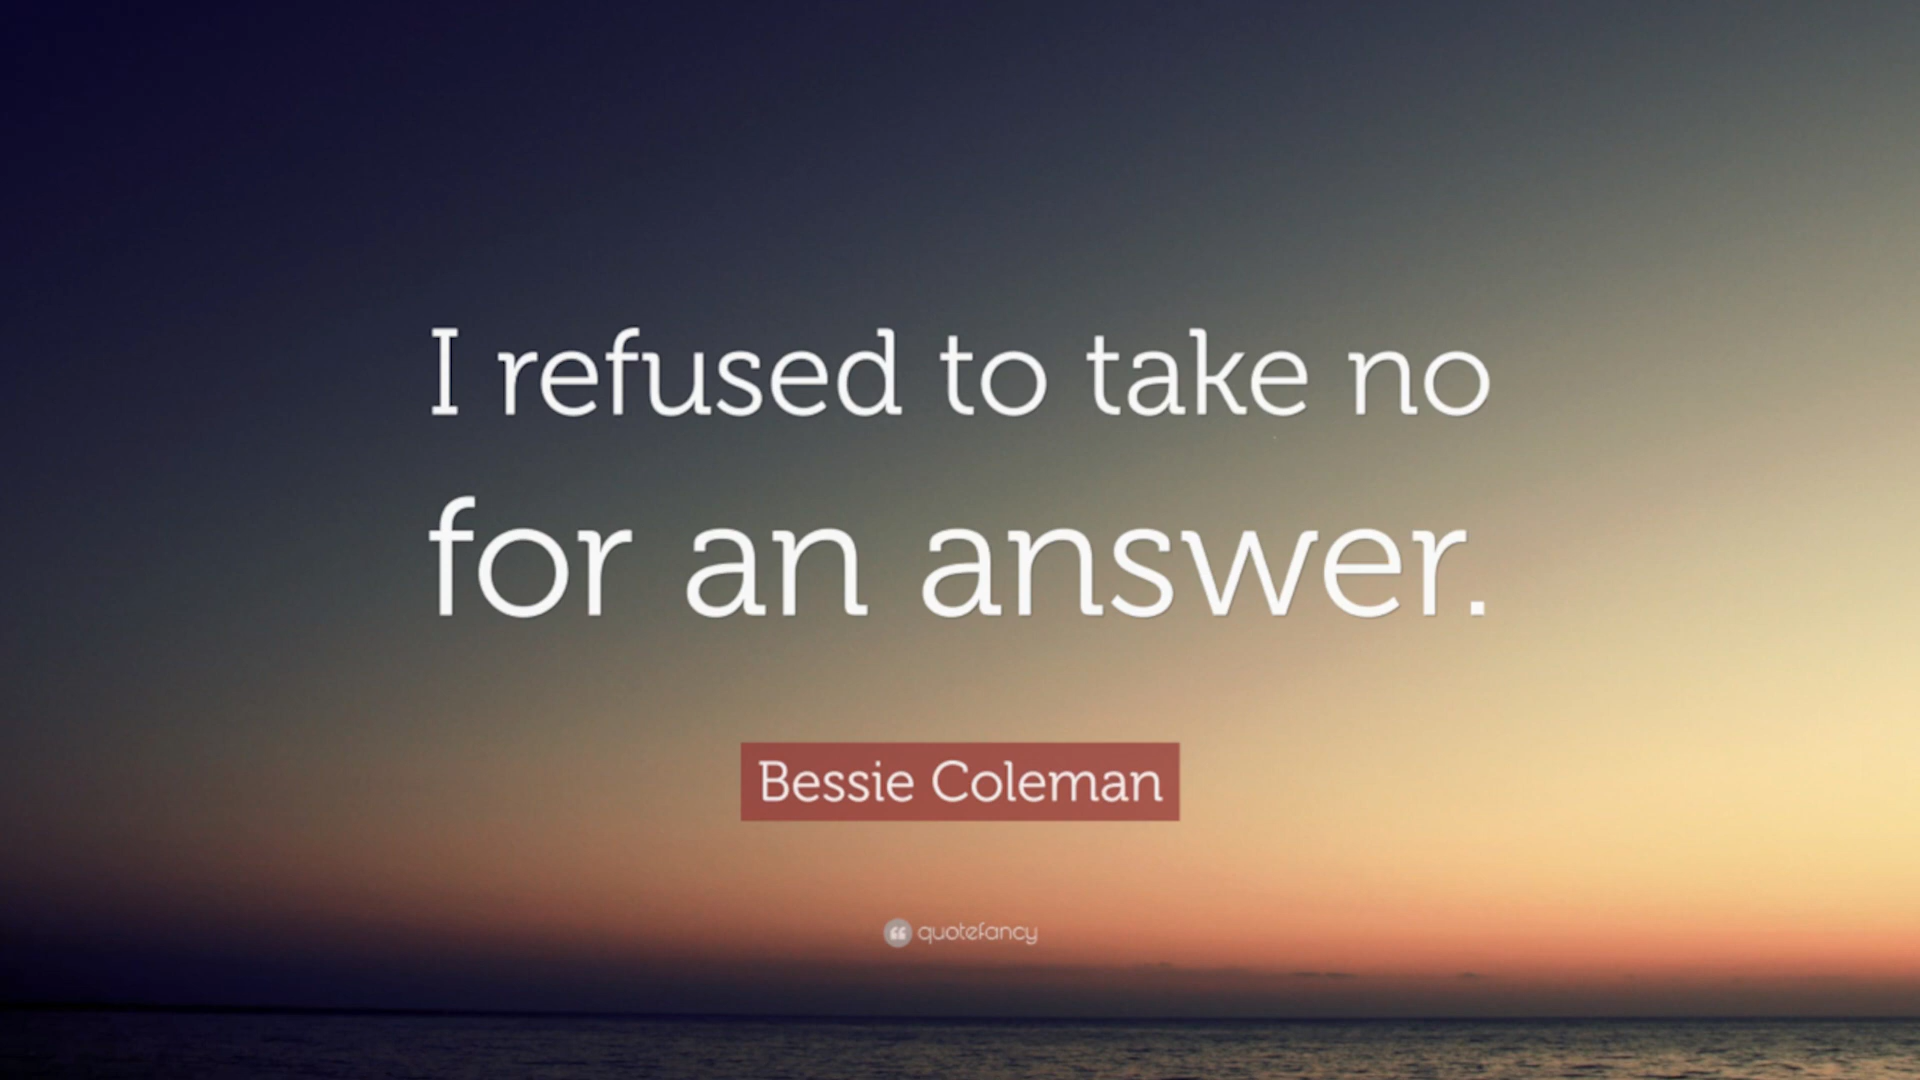 I refused to take no
for an answer.
Bessie Coleman
quotefancy